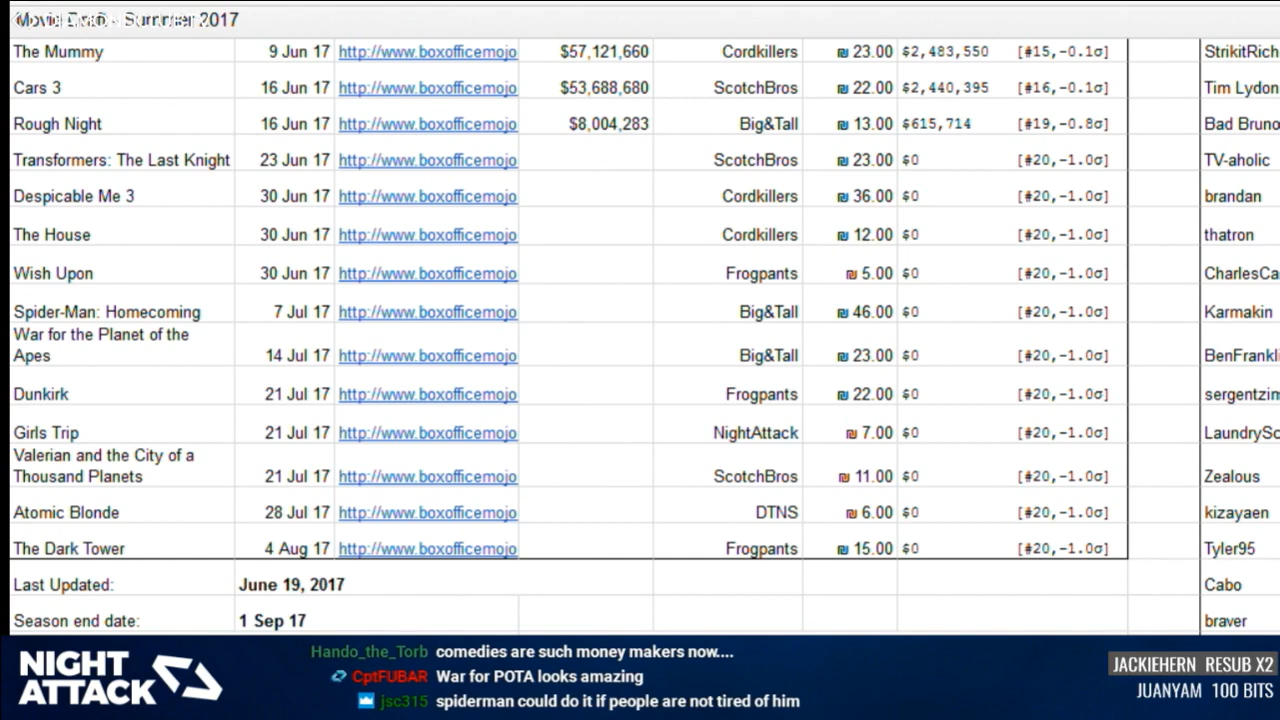 Movie Draft - Summer 2017
The Mummy 9 Jun 17 http://www.boxofficemojo $57,121,660 Cordkillers ₪ 23.00 $2,483,550 [#15,-0.1σ] StrikitRich
Cars 3 16 Jun 17 http://www.boxofficemojo $53,688,680 ScotchBros ₪ 22.00 $2,440,395 [#16,-0.2σ] Tim Lydon
Rough Night 16 Jun 17 http://www.boxofficemojo $8,004,283 Big&Tall ₪ 13.00 $615,714 [#19,-0.8σ] Bad Bruno
Transformers: The Last Knight 23 Jun 17 http://www.boxofficemojo ScotchBros ₪ 23.00 $0 [#20,-1.0σ] TV-aholic
Despicable Me 3 30 Jun 17 http://www.boxofficemojo Cordkillers ₪ 36.00 $0 [#20,-1.0σ] brandan
The House 30 Jun 17 http://www.boxofficemojo Cordkillers ₪ 12.00 $0 [#20,-1.0σ] thatron
Wish Upon 30 Jun 17 http://www.boxofficemojo Frogpants ₪ 5.00 $0 [#20,-1.0σ] CharlesCa
Spider-Man: Homecoming 7 Jul 17 http://www.boxofficemojo Big&Tall ₪ 46.00 $0 [#20,-1.0σ] Karmakin
War for the Planet of the
Apes 14 Jul 17 http://www.boxofficemojo Big&Tall ₪ 23.00 $0 [#20,-1.0σ] BenFrankli
Dunkirk 21 Jul 17 http://www.boxofficemojo Frogpants ₪ 22.00 $0 [#20,-1.0σ] sergentzim
Girls Trip 21 Jul 17 http://www.boxofficemojo NightAttack ₪ 7.00 $0 [#20,-1.0σ] LaundrySo
Valerian and the City of a
Thousand Planets 21 Jul 17 http://www.boxofficemojo ScotchBros ₪ 11.00 $0 [#20,-1.0σ] Zealous
Atomic Blonde 28 Jul 17 http://www.boxofficemojo DTNS ₪ 6.00 $0 [#20,-1.0σ] kizayaen
The Dark Tower 4 Aug 17 http://www.boxofficemojo Frogpants ₪ 15.00 $0 [#20,-1.0σ] Tyler95
Last Updated: June 19, 2017 Cabo
Season end date: 1 Sep 17 braver
NIGHT
ATTACK
Hando_the_Torb comedies are such money makers now....
CptFUBAR War for POTA looks amazing
jsc315 spiderman could do it if people are not tired of him
JACKIEHERN RESUB X2
JUANYAM 100 BITS